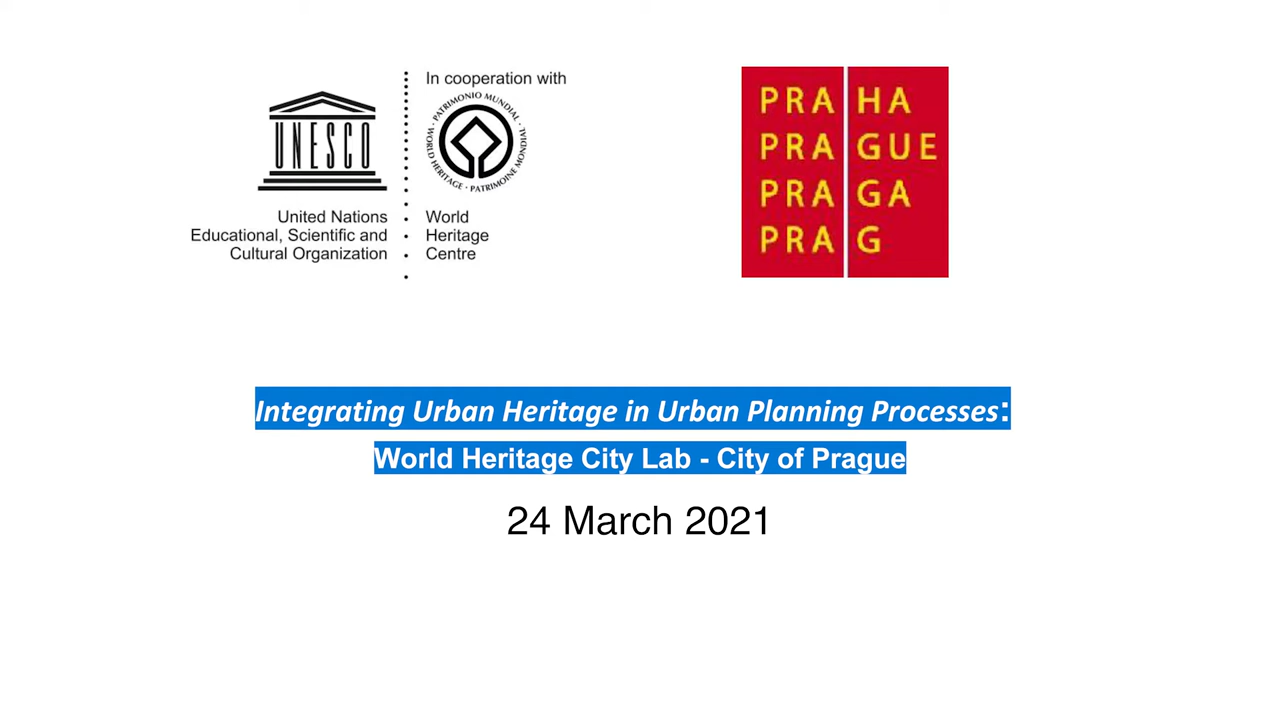 In cooperation with
UNESCO
WORLD HERITAGE · PATRIMONIO MUNDIAL · PATRIMOINE MONDIAL ·
United Nations
Educational, Scientific and
Cultural Organization
World
Heritage
Centre
PRA HA
PRA GUE
PRA GA
PRA G
Integrating Urban Heritage in Urban Planning Processes:
World Heritage City Lab - City of Prague
24 March 2021